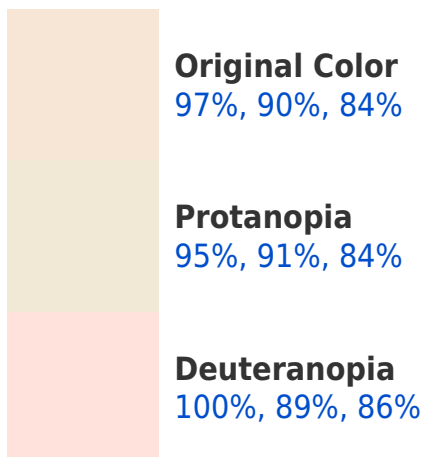 Original Color
97%, 90%, 84%
Protanopia
95%, 91%, 84%
Deuteranopia
100%, 89%, 86%